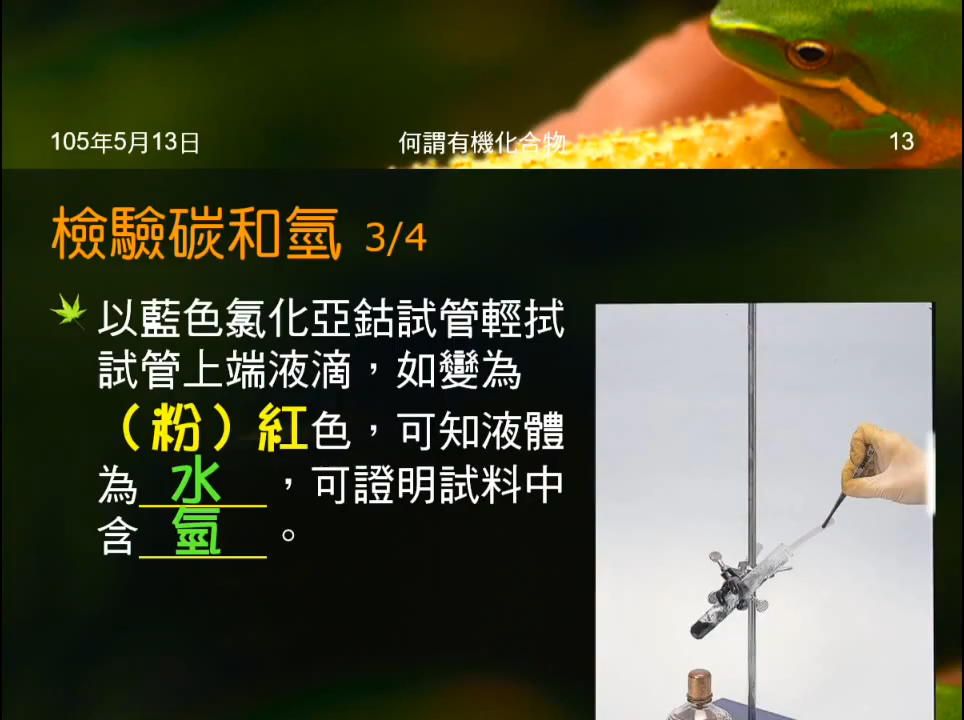 105年5月13日
何謂有機化合物
13
檢驗碳和氫 3/4
以藍色氯化亞鈷試管輕拭
試管上端液滴，如變為
（粉）紅色，可知液體
為 水 ，可證明試料中
含 氫 。